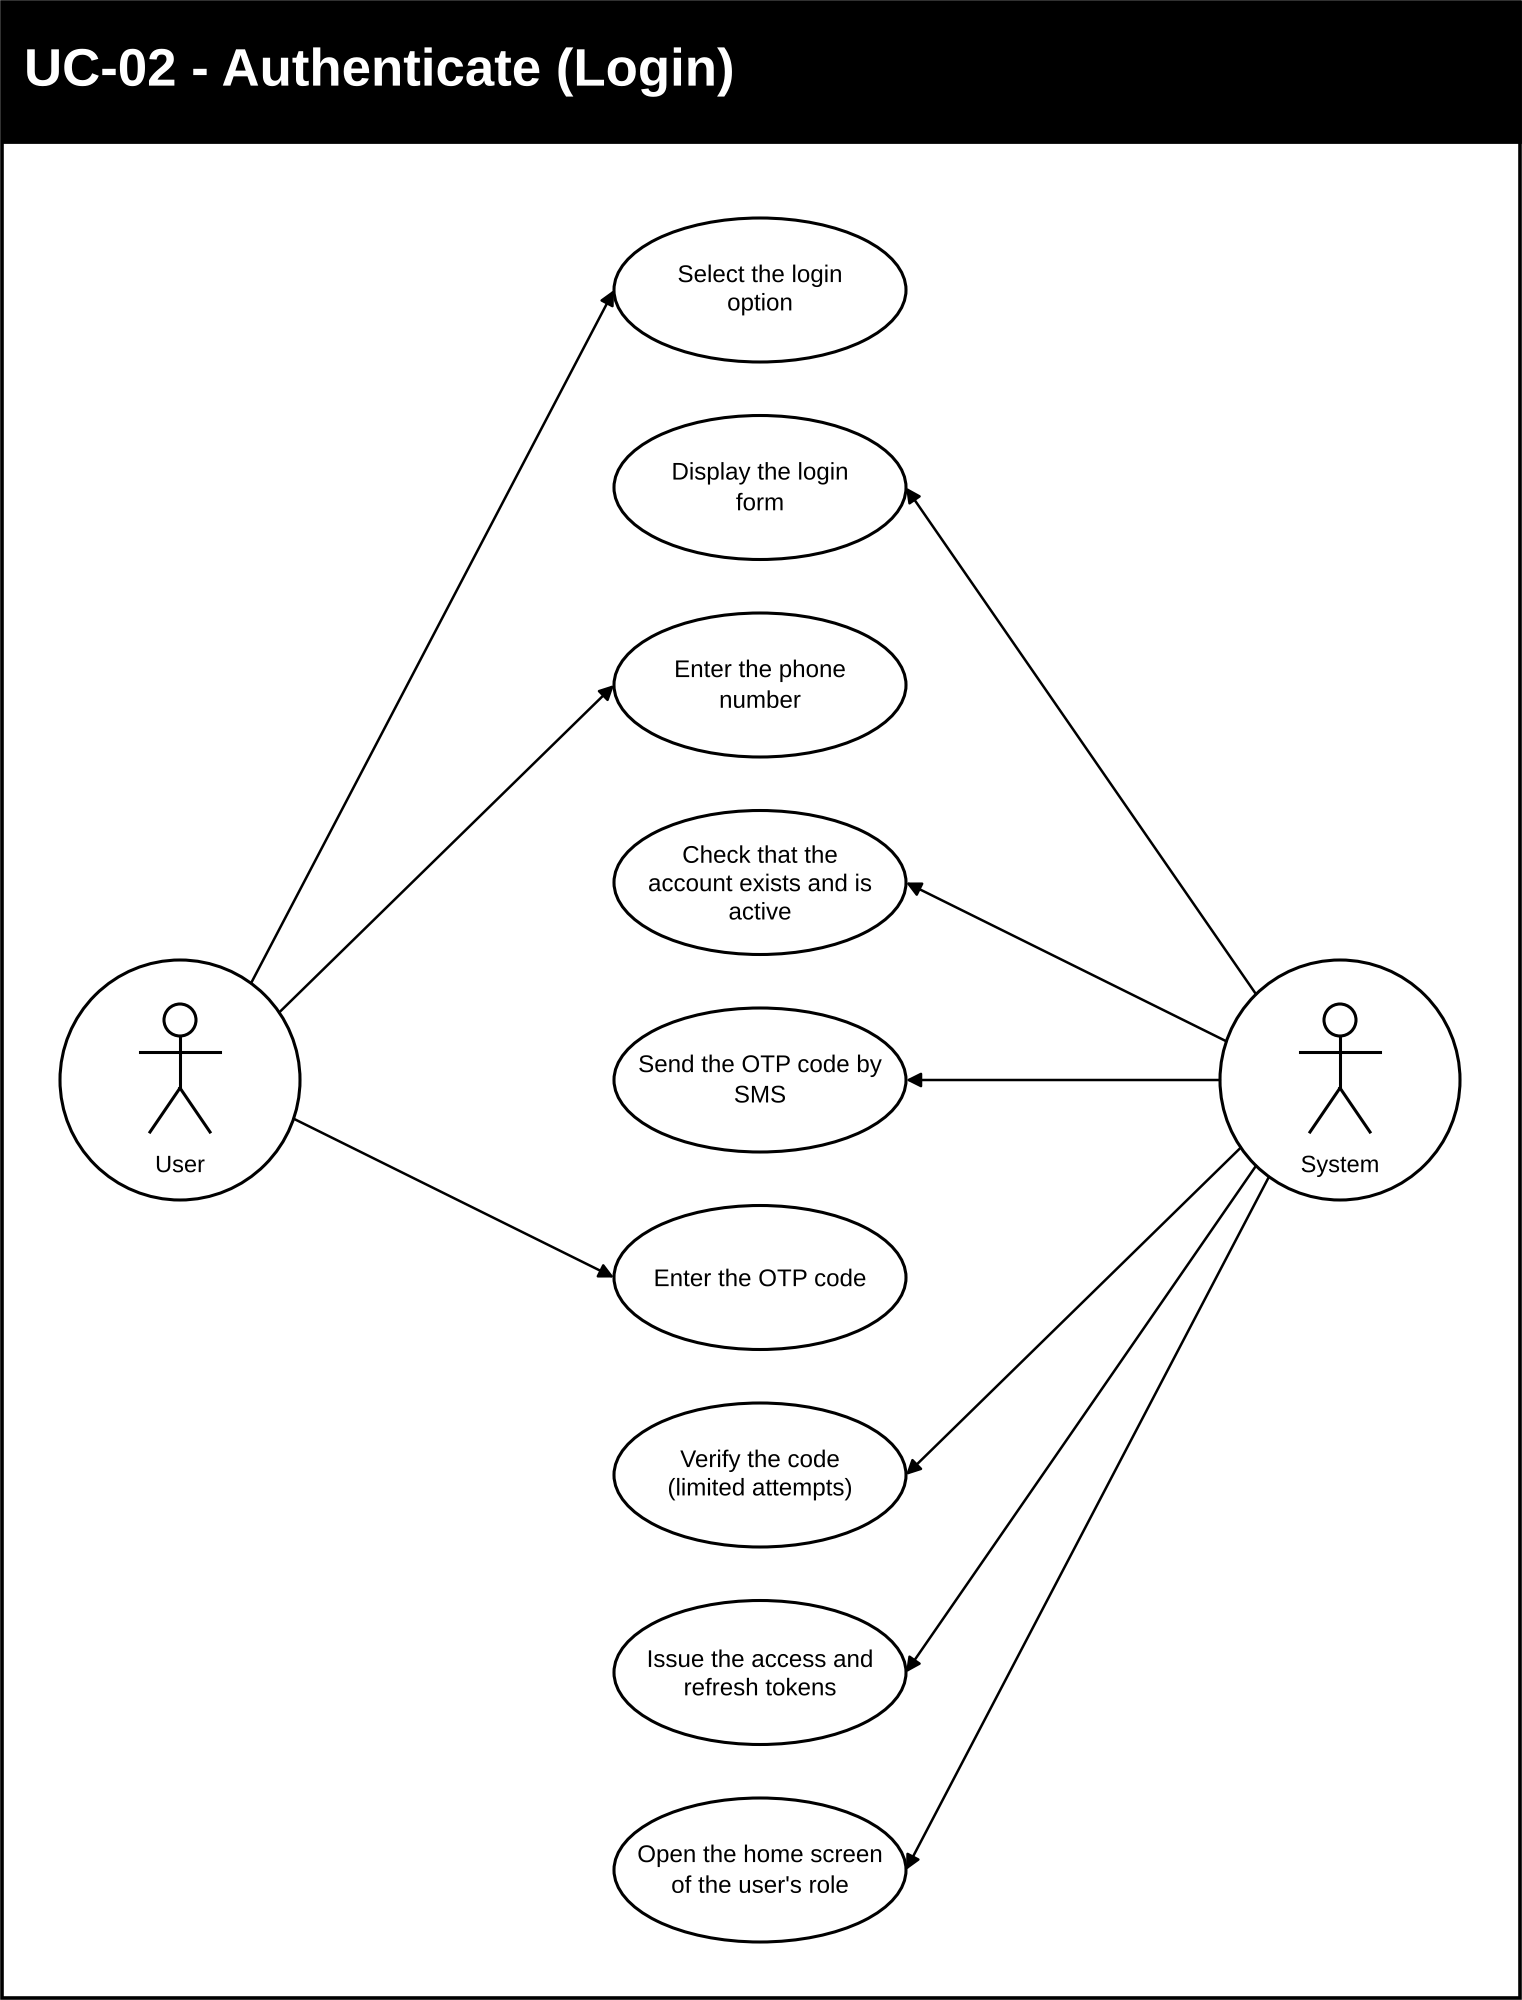 UC-02 - Authenticate (Login)
Select the login
option
Display the login
form
Enter the phone
number
Check that the
account exists and is
active
Send the OTP code by
SMS
User
System
Enter the OTP code
Verify the code
(limited attempts)
Issue the access and
refresh tokens
Open the home screen
of the user's role